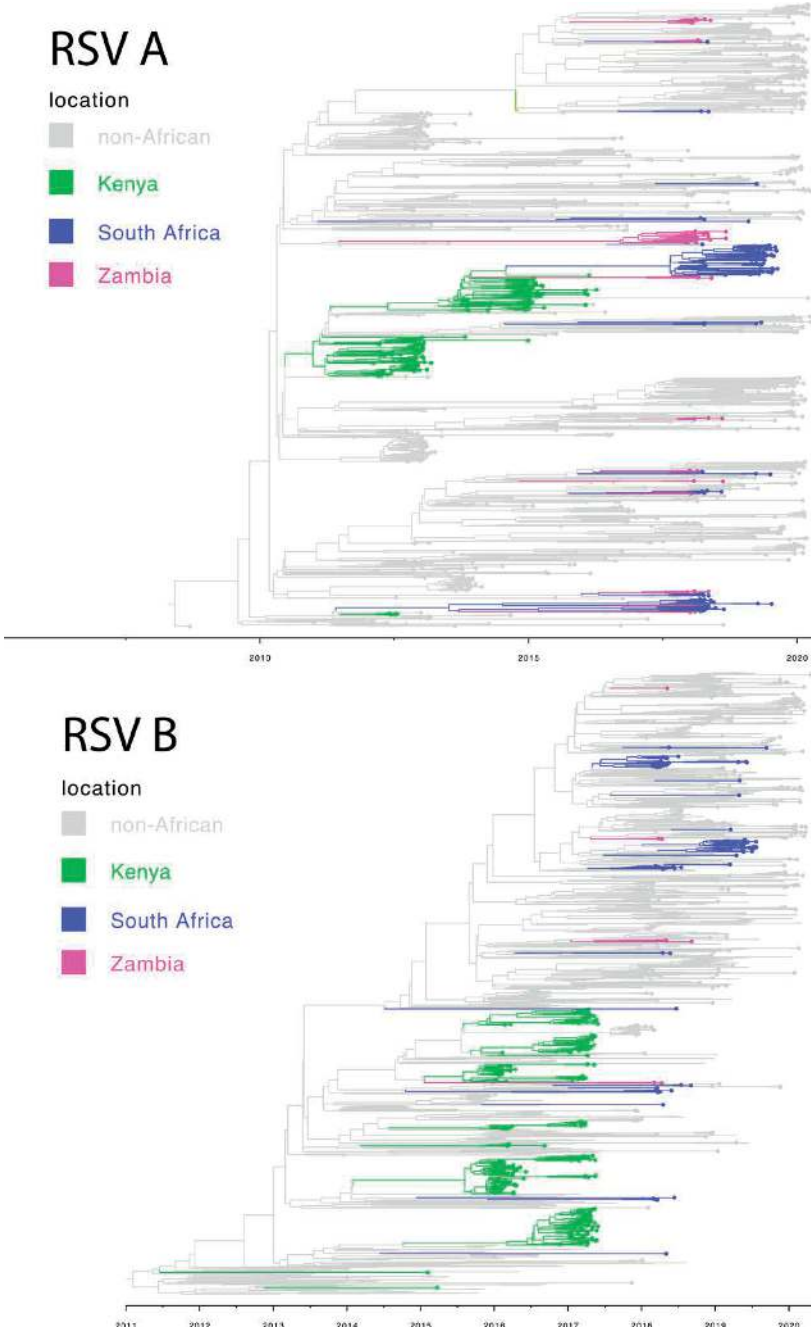 RSV A
location
non-African
Kenya
South Africa
Zambia
2010 2015 2020
RSV B
location
non-African
Kenya
South Africa
Zambia
2011 2012 2013 2014 2015 2016 2017 2018 2019 2020